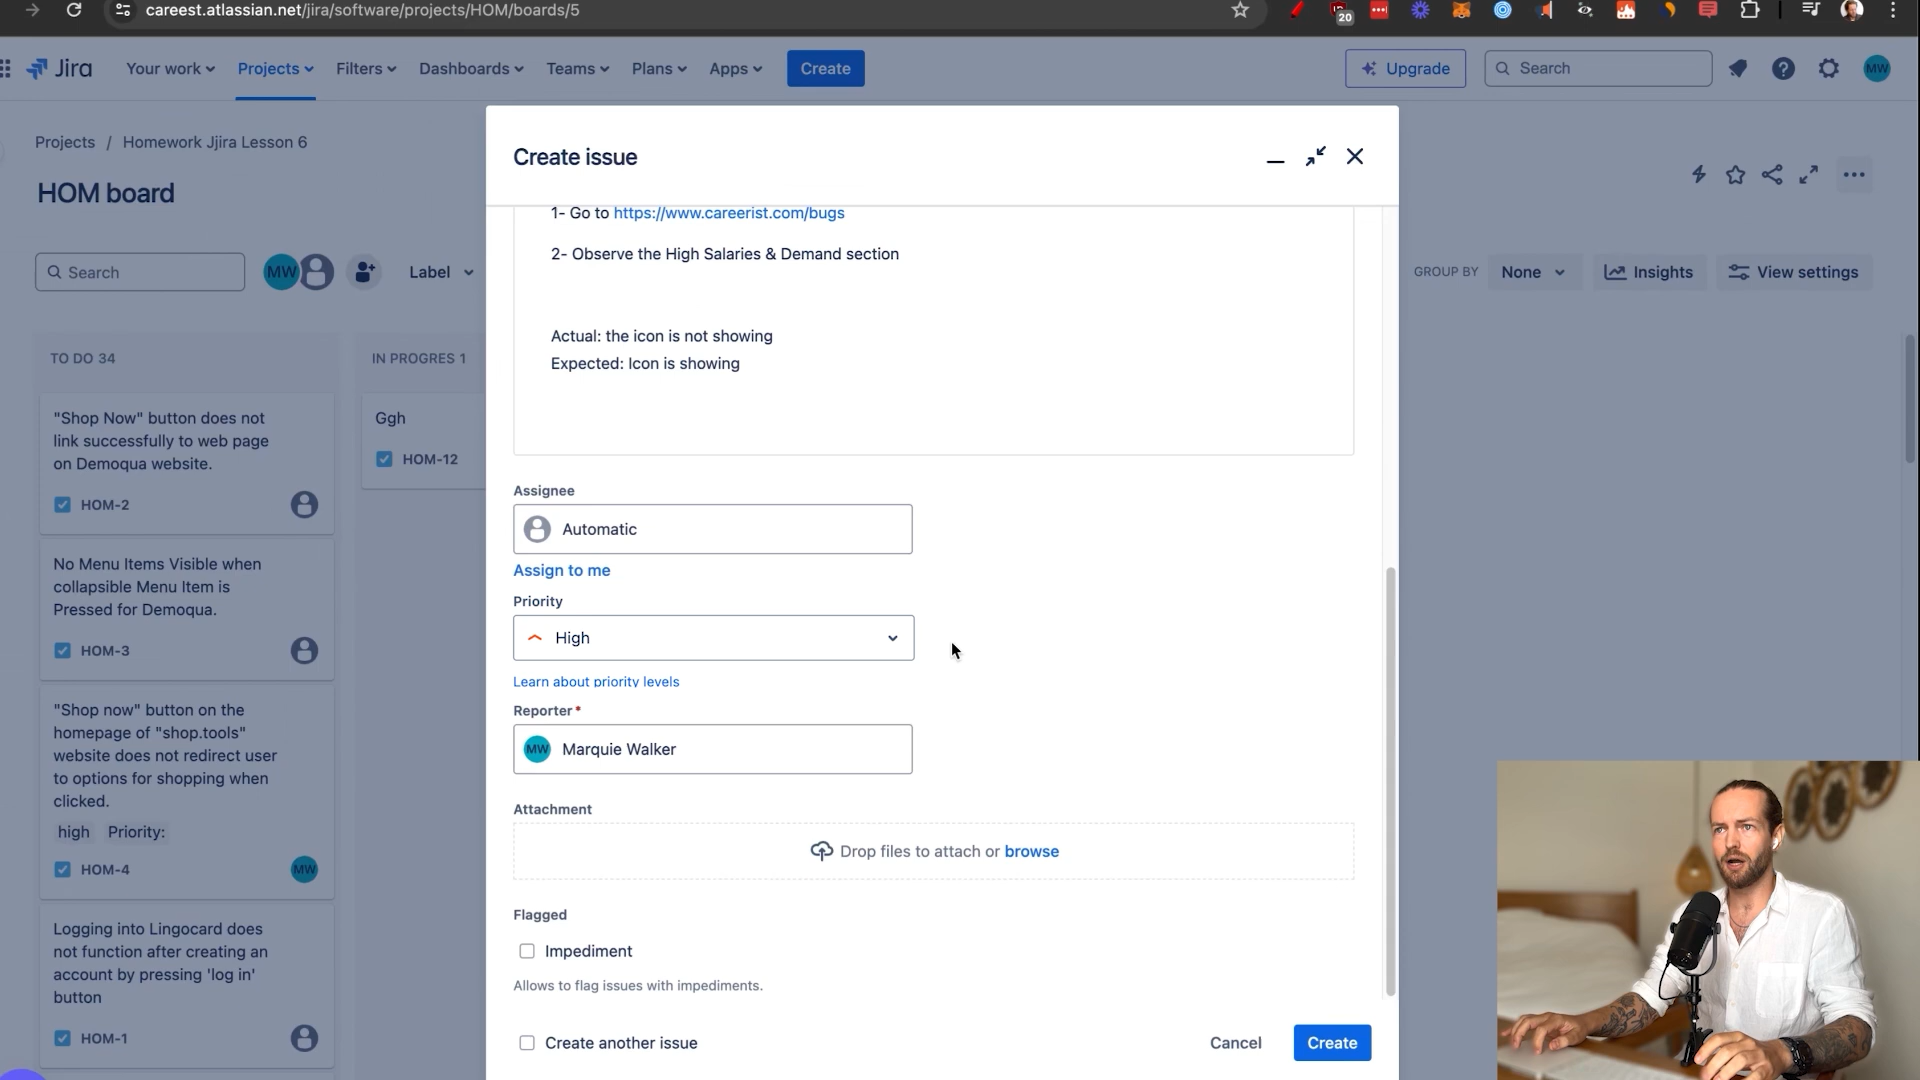 careest.atlassian.net/jira/software/projects/HOM/boards/5
20
Jira
Your work
Projects
Filters
Dashboards
Teams
Plans
Apps
Create
Upgrade
Search
MW
Projects / Homework Jjira Lesson 6
HOM board
Search
MW
Label
GROUP BY
None
Insights
View settings
TO DO 34
"Shop Now" button does not
link successfully to web page
on Demoqua website.
HOM-2
No Menu Items Visible when
collapsible Menu Item is
Pressed for Demoqua.
HOM-3
"Shop now" button on the
homepage of "shop.tools"
website does not redirect user
to options for shopping when
clicked.
high Priority:
HOM-4
MW
Logging into Lingocard does
not function after creating an
account by pressing 'log in'
button
HOM-1
IN PROGRES 1
Ggh
HOM-12
Create issue
1- Go to https://www.careerist.com/bugs
2- Observe the High Salaries & Demand section
Actual: the icon is not showing
Expected: Icon is showing
Assignee
Automatic
Assign to me
Priority
High
Learn about priority levels
Reporter*
MW Marquie Walker
Attachment
Drop files to attach or browse
Flagged
Impediment
Allows to flag issues with impediments.
Create another issue
Cancel
Create